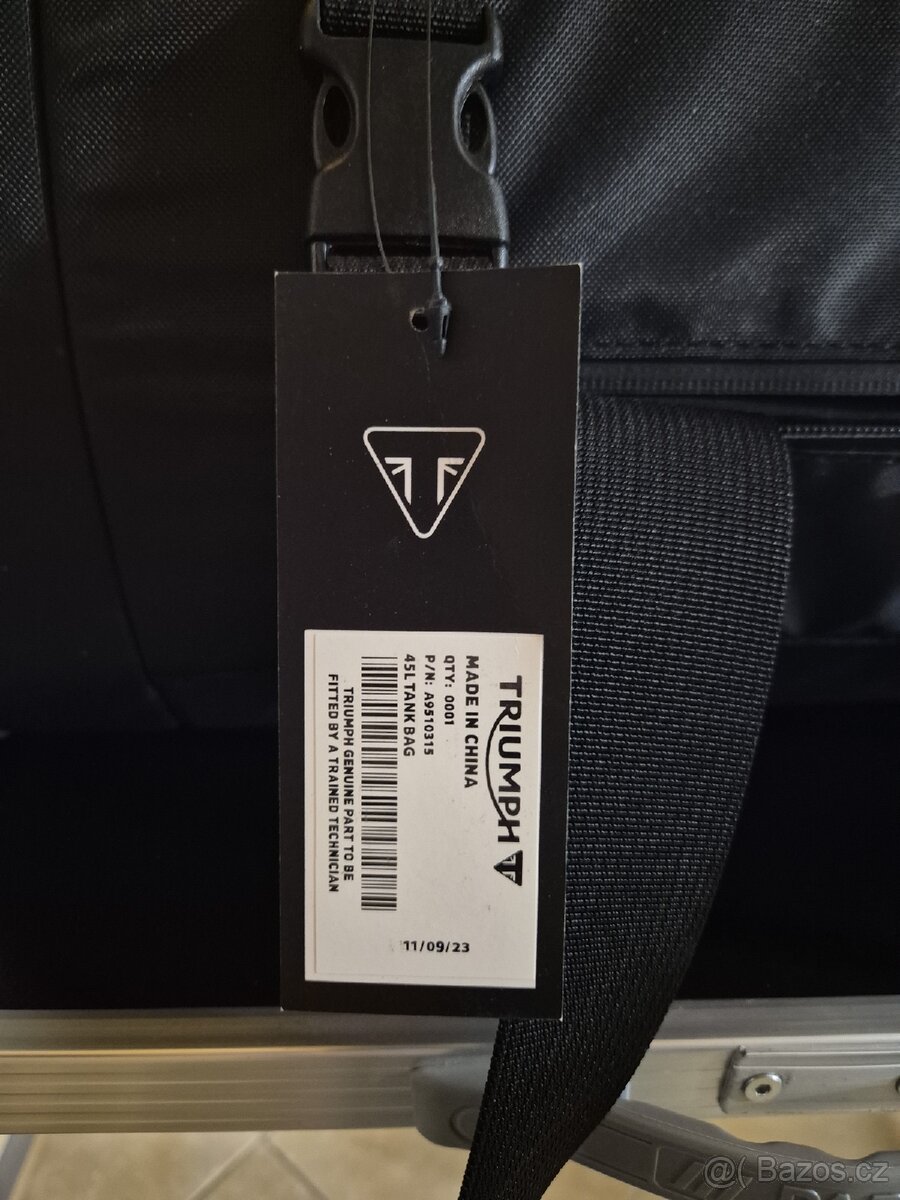 TRIUMPH
MADE IN CHINA
QTY: 0001
P/N: A9510315
45L TANK BAG
TRIUMPH GENUINE PART TO BE
FITTED BY A TRAINED TECHNICIAN
11/09/23
@( Bazos.cz